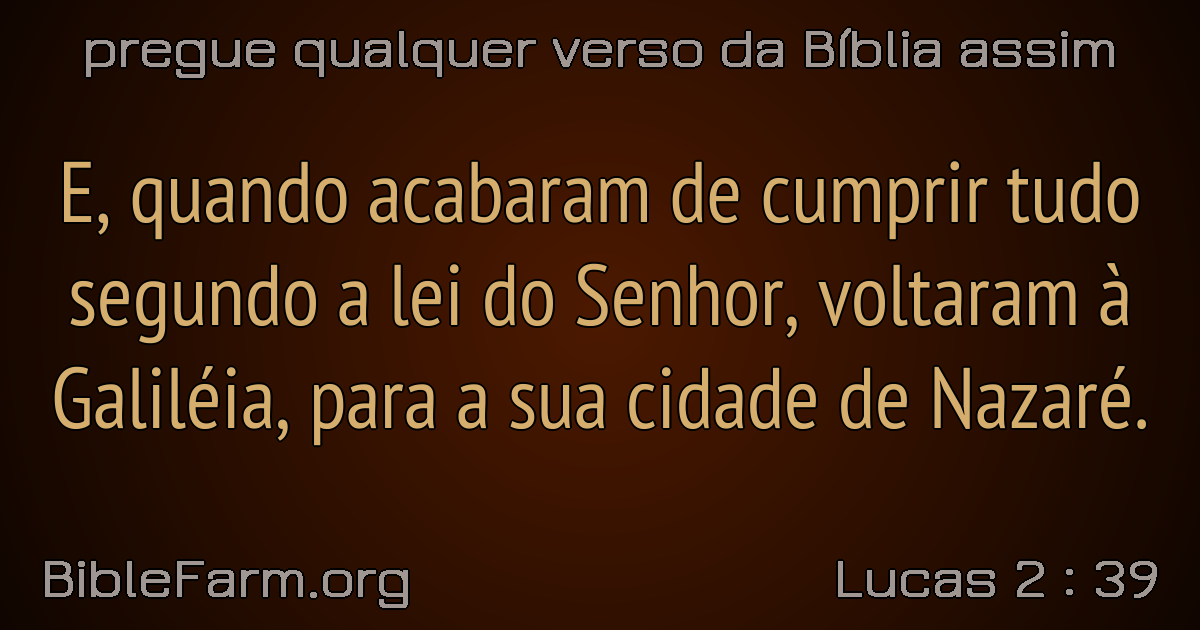 pregue qualquer verso da Bíblia assim
E, quando acabaram de cumprir tudo
segundo a lei do Senhor, voltaram à
Galiléia, para a sua cidade de Nazaré.
BibleFarm.org
Lucas 2 : 39